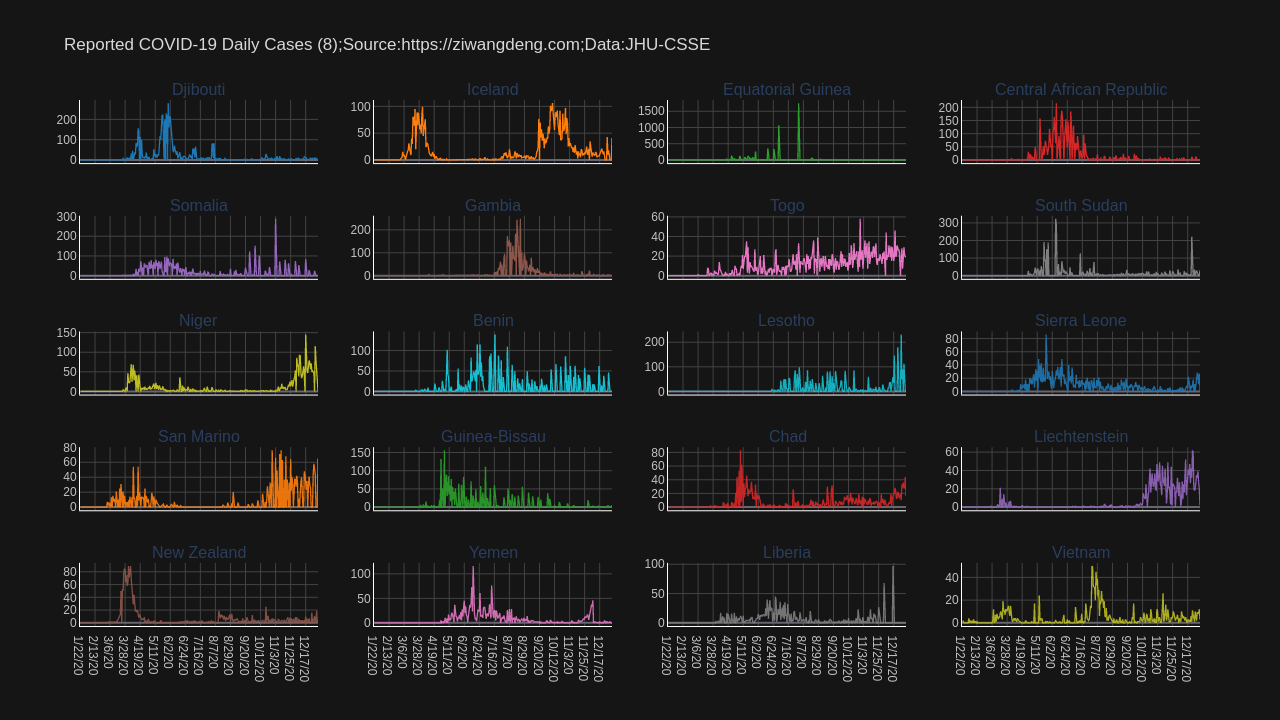 Reported COVID-19 Daily Cases (8);Source:https://ziwangdeng.com;Data:JHU-CSSE
Djibouti Iceland Equatorial Guinea Central African Republic
200 100 0
100 50 0
1500 1000 500 0
200 150 100 50 0
Somalia Gambia Togo South Sudan
300 200 100 0
200 100 0
60 40 20 0
300 200 100 0
Niger Benin Lesotho Sierra Leone
150 100 50 0
100 50 0
200 100 0
80 60 40 20 0
San Marino Guinea-Bissau Chad Liechtenstein
80 60 40 20 0
150 100 50 0
80 60 40 20 0
60 40 20 0
New Zealand Yemen Liberia Vietnam
80 60 40 20 0
100 50 0
100 50 0
40 20 0
1/22/20 2/13/20 3/6/20 3/28/20 4/19/20 5/11/20 6/2/20 6/24/20 7/16/20 8/7/20 8/29/20 9/20/20 10/12/20 11/3/20 11/25/20 12/17/20
1/22/20 2/13/20 3/6/20 3/28/20 4/19/20 5/11/20 6/2/20 6/24/20 7/16/20 8/7/20 8/29/20 9/20/20 10/12/20 11/3/20 11/25/20 12/17/20
1/22/20 2/13/20 3/6/20 3/28/20 4/19/20 5/11/20 6/2/20 6/24/20 7/16/20 8/7/20 8/29/20 9/20/20 10/12/20 11/3/20 11/25/20 12/17/20
1/22/20 2/13/20 3/6/20 3/28/20 4/19/20 5/11/20 6/2/20 6/24/20 7/16/20 8/7/20 8/29/20 9/20/20 10/12/20 11/3/20 11/25/20 12/17/20